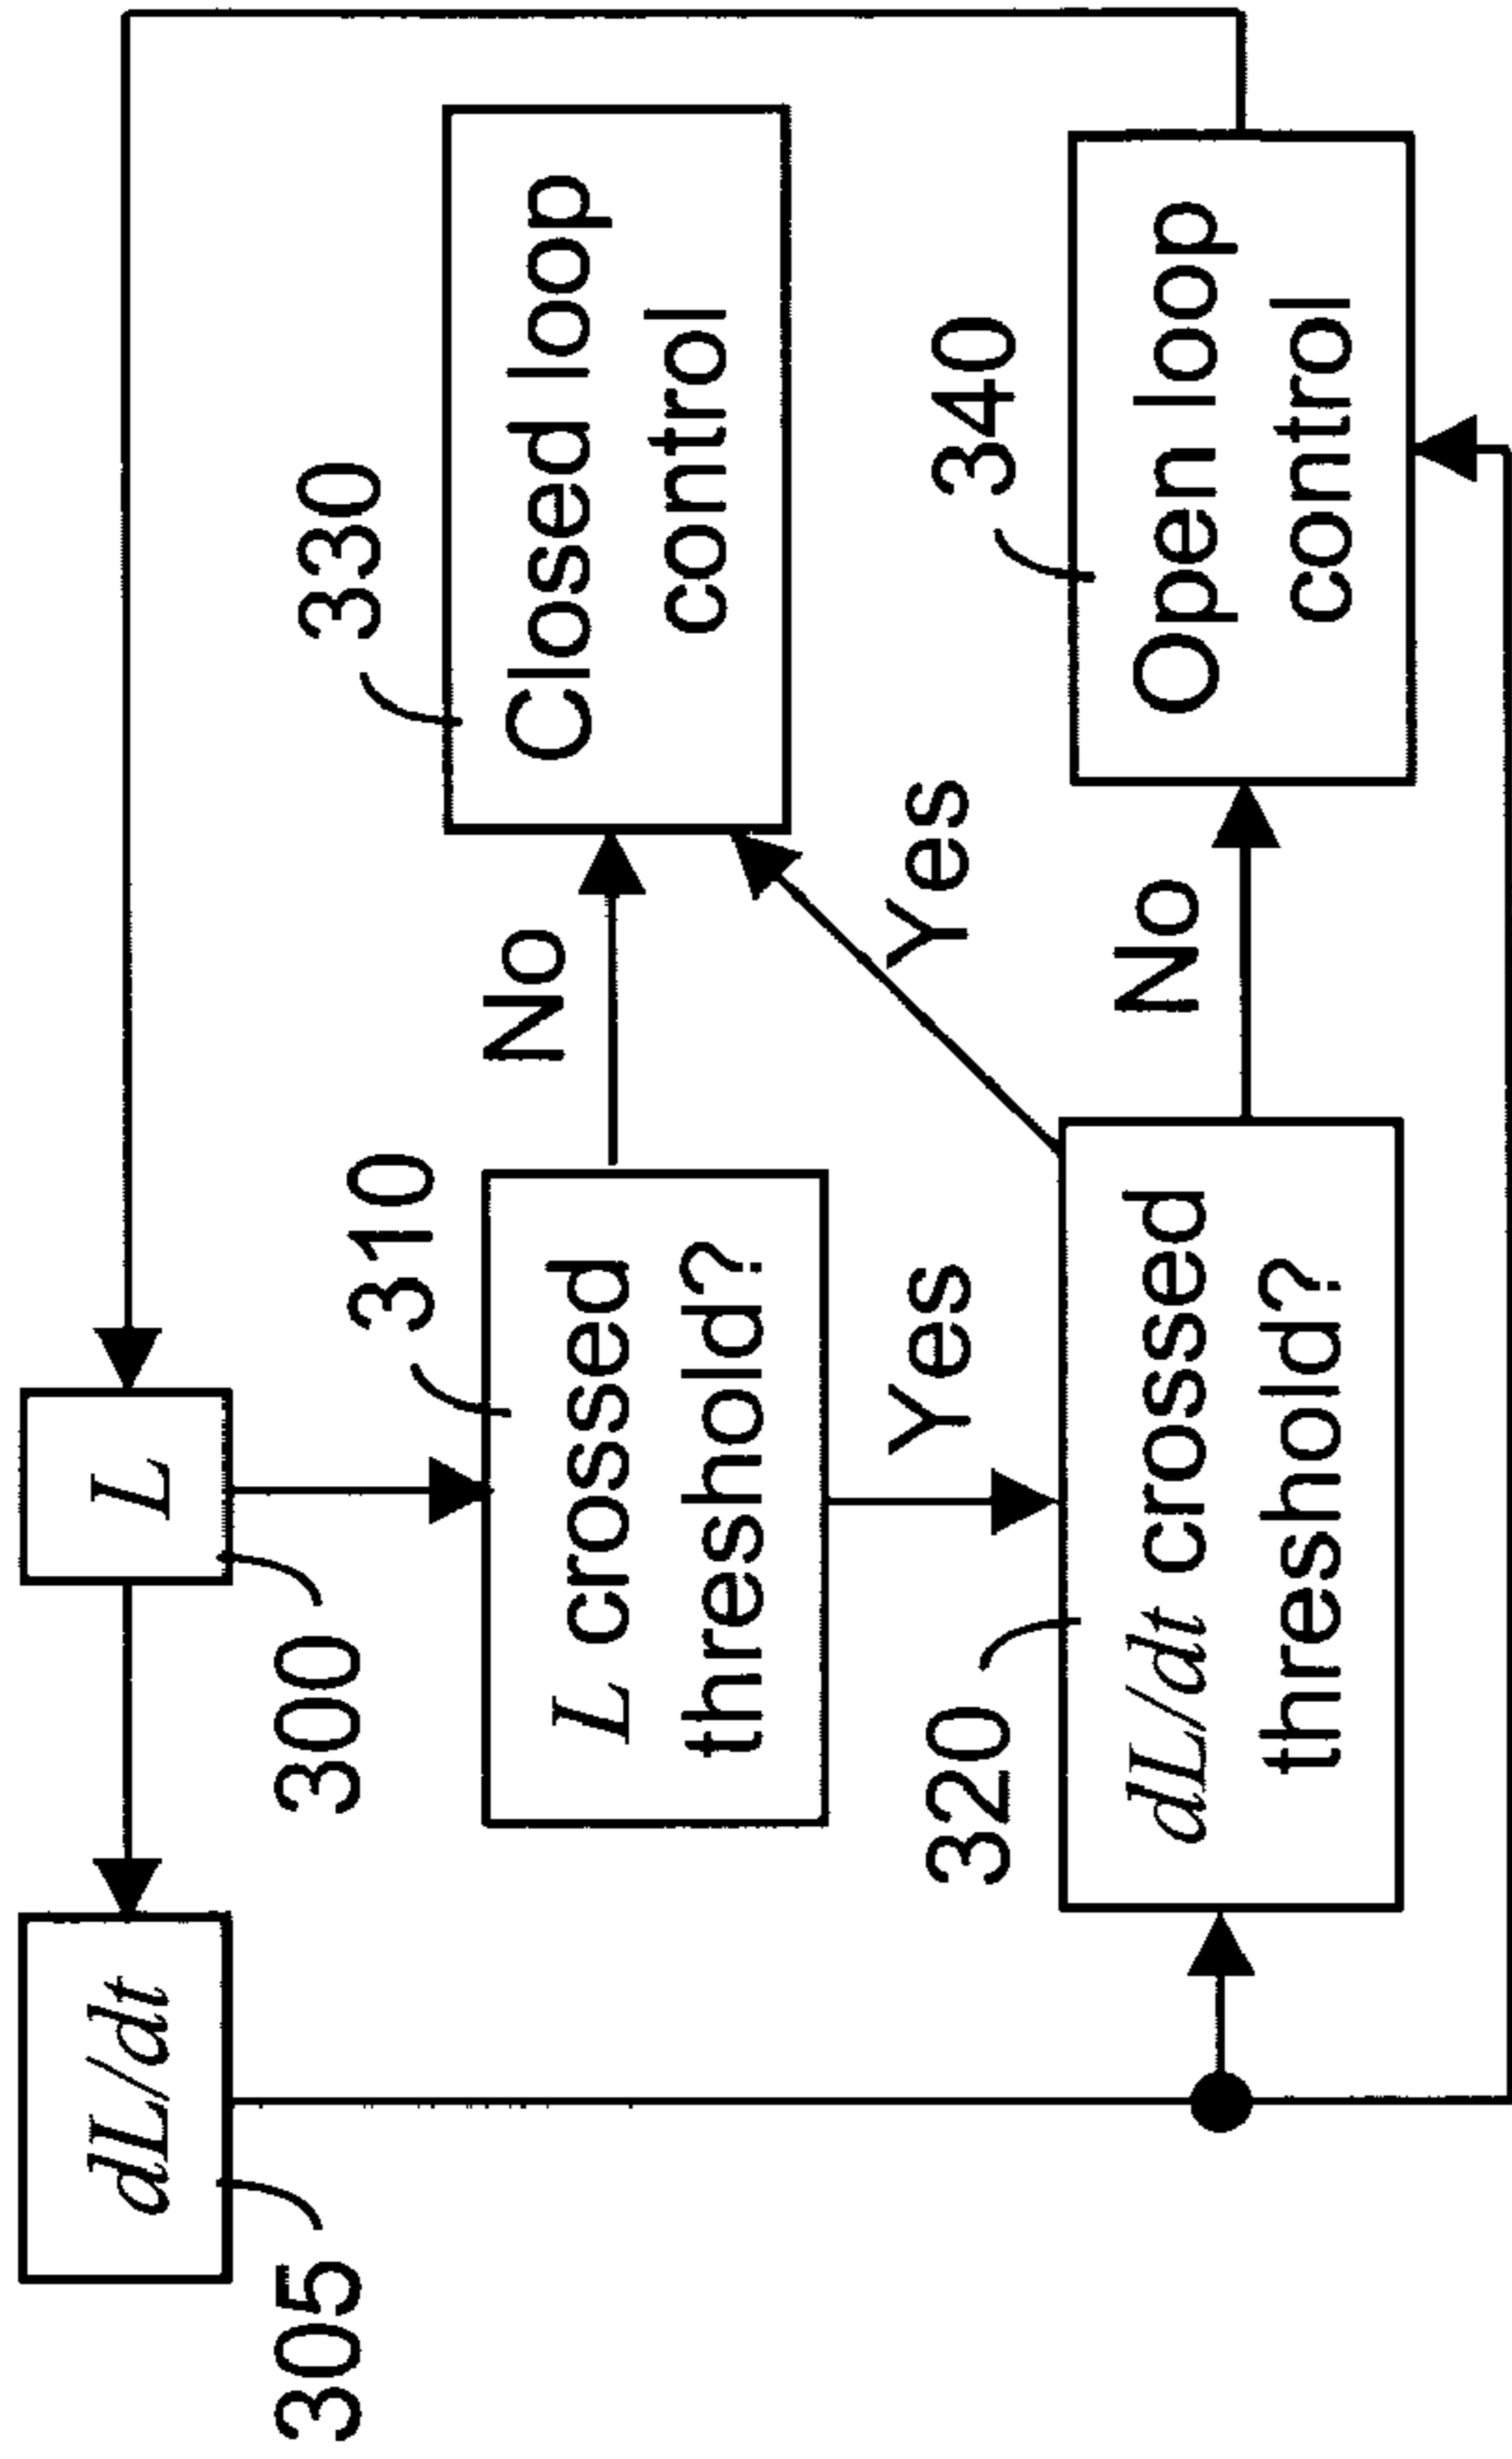 dL/dt
305
L
300
L crossed
threshold?
310
No
Closed loop
control
330
Yes
Yes
dL/dt crossed
threshold?
320
No
Open loop
control
340